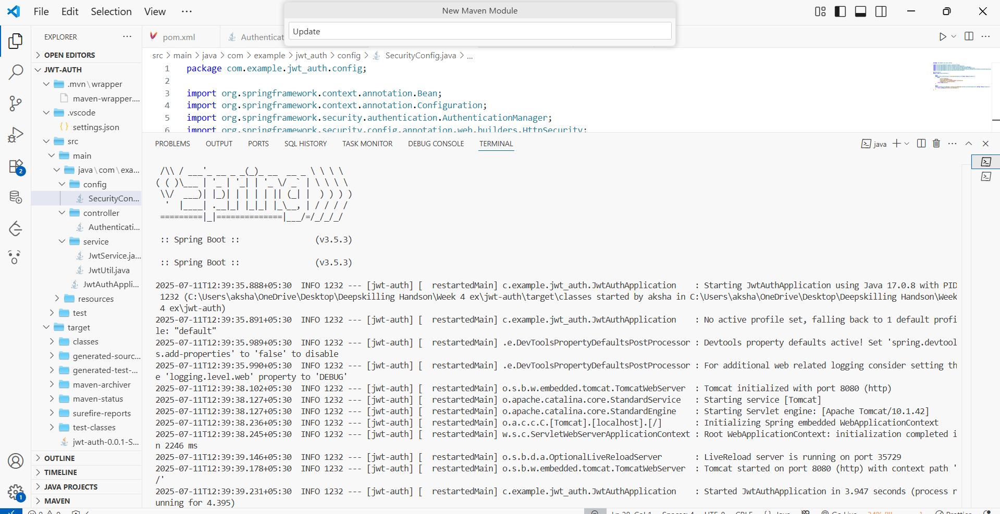 File Edit Selection View ···
New Maven Module
Update
EXPLORER ···
OPEN EDITORS
JWT-AUTH
.mvn \ wrapper
maven-wrapper....
.vscode
settings.json
src
main
java \ com \ exa...
config
SecurityCon...
controller
Authenticati...
service
JwtService.ja...
JwtUtil.java
JwtAuthAppli...
resources
test
target
classes
generated-sourc...
generated-test-...
maven-archiver
maven-status
surefire-reports
test-classes
jwt-auth-0.0.1-S...
OUTLINE
TIMELINE
JAVA PROJECTS
MAVEN
2
1
pom.xml
Authenticat
src > main > java > com > example > jwt_auth > config > SecurityConfig.java > ...
1 package com.example.jwt_auth.config;
2
3 import org.springframework.context.annotation.Bean;
4 import org.springframework.context.annotation.Configuration;
5 import org.springframework.security.authentication.AuthenticationManager;
6 import org.springframework.security.config.annotation.web.builders.HttpSecurity;
PROBLEMS OUTPUT PORTS SQL HISTORY TASK MONITOR DEBUG CONSOLE TERMINAL
java
:: Spring Boot :: (v3.5.3)
:: Spring Boot :: (v3.5.3)
2025-07-11T12:39:35.888+05:30 INFO 1232 --- [jwt-auth] [ restartedMain] c.example.jwt_auth.JwtAuthApplication : Starting JwtAuthApplication using Java 17.0.8 with PID
1232 (C:\Users\aksha\OneDrive\Desktop\Deepskilling Handson\Week 4 ex\jwt-auth\target\classes started by aksha in C:\Users\aksha\OneDrive\Desktop\Deepskilling Handson\Week
4 ex\jwt-auth)
2025-07-11T12:39:35.891+05:30 INFO 1232 --- [jwt-auth] [ restartedMain] c.example.jwt_auth.JwtAuthApplication : No active profile set, falling back to 1 default profi
le: "default"
2025-07-11T12:39:35.989+05:30 INFO 1232 --- [jwt-auth] [ restartedMain] .e.DevToolsPropertyDefaultsPostProcessor : Devtools property defaults active! Set 'spring.devtool
s.add-properties' to 'false' to disable
2025-07-11T12:39:35.990+05:30 INFO 1232 --- [jwt-auth] [ restartedMain] .e.DevToolsPropertyDefaultsPostProcessor : For additional web related logging consider setting th
e 'logging.level.web' property to 'DEBUG'
2025-07-11T12:39:38.102+05:30 INFO 1232 --- [jwt-auth] [ restartedMain] o.s.b.w.embedded.tomcat.TomcatWebServer : Tomcat initialized with port 8080 (http)
2025-07-11T12:39:38.127+05:30 INFO 1232 --- [jwt-auth] [ restartedMain] o.apache.catalina.core.StandardService : Starting service [Tomcat]
2025-07-11T12:39:38.127+05:30 INFO 1232 --- [jwt-auth] [ restartedMain] o.apache.catalina.core.StandardEngine : Starting Servlet engine: [Apache Tomcat/10.1.42]
2025-07-11T12:39:38.236+05:30 INFO 1232 --- [jwt-auth] [ restartedMain] o.a.c.c.C.[Tomcat].[localhost].[/] : Initializing Spring embedded WebApplicationContext
2025-07-11T12:39:38.245+05:30 INFO 1232 --- [jwt-auth] [ restartedMain] w.s.c.ServletWebServerApplicationContext : Root WebApplicationContext: initialization completed i
n 2246 ms
2025-07-11T12:39:39.146+05:30 INFO 1232 --- [jwt-auth] [ restartedMain] o.s.b.d.a.OptionalLiveReloadServer : LiveReload server is running on port 35729
2025-07-11T12:39:39.178+05:30 INFO 1232 --- [jwt-auth] [ restartedMain] o.s.b.w.embedded.tomcat.TomcatWebServer : Tomcat started on port 8080 (http) with context path '
/'
2025-07-11T12:39:39.231+05:30 INFO 1232 --- [jwt-auth] [ restartedMain] c.example.jwt_auth.JwtAuthApplication : Started JwtAuthApplication in 3.947 seconds (process r
unning for 4.395)